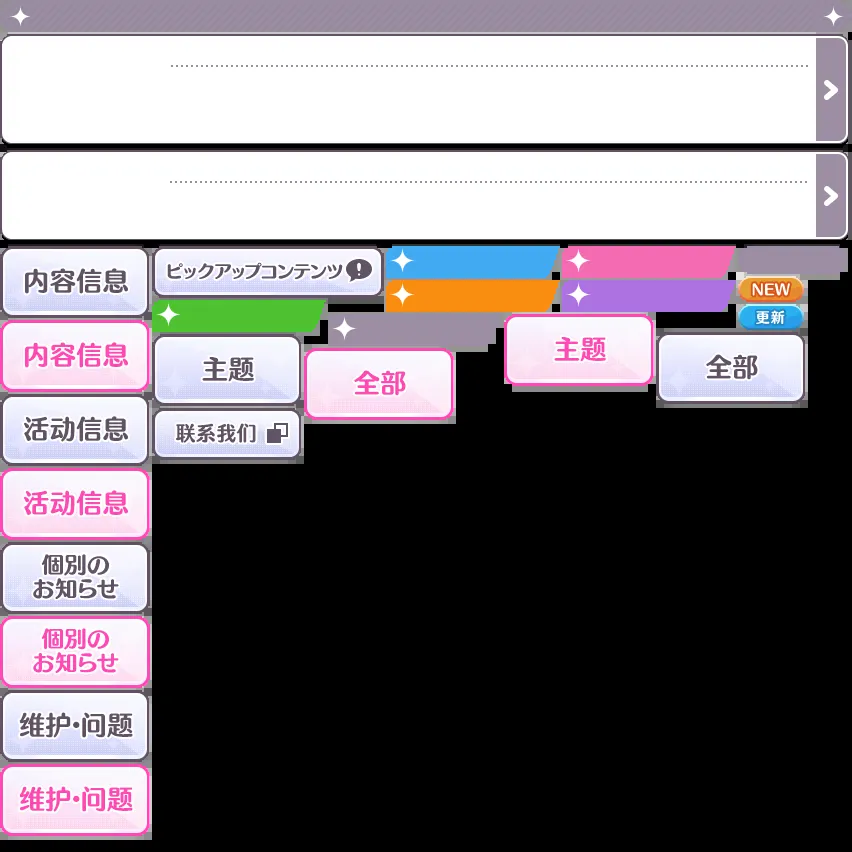 内容信息
ピックアップコンテンツ
NEW
更新
内容信息
主题
全部
主题
全部
活动信息
联系我们
活动信息
個別の
お知らせ
個別の
お知らせ
维护·问题
维护·问题